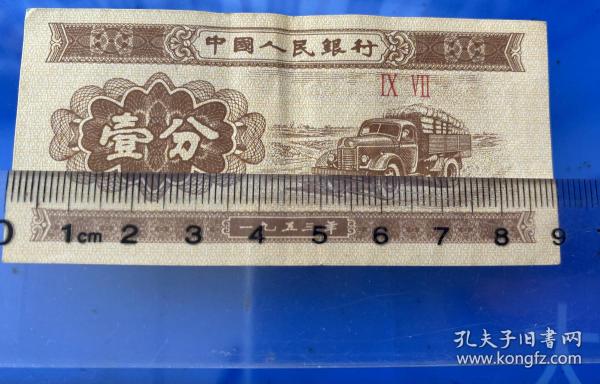 中國人民銀行
IX VII
壹分
一九五三年
0 1cm 2 3 4 5 6 7 8 9
孔夫子旧书网
www.kongfz.com